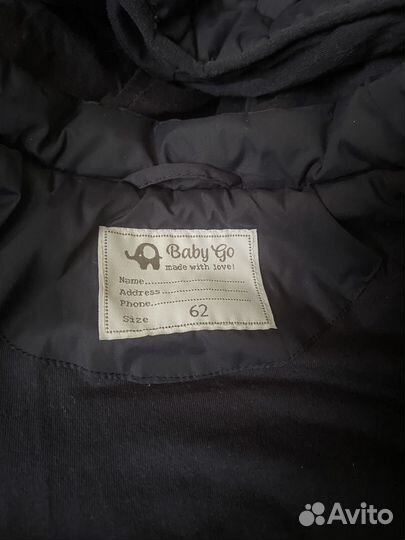 Baby Go
made with love!
Name
Address
Phone
Size 62
Avito